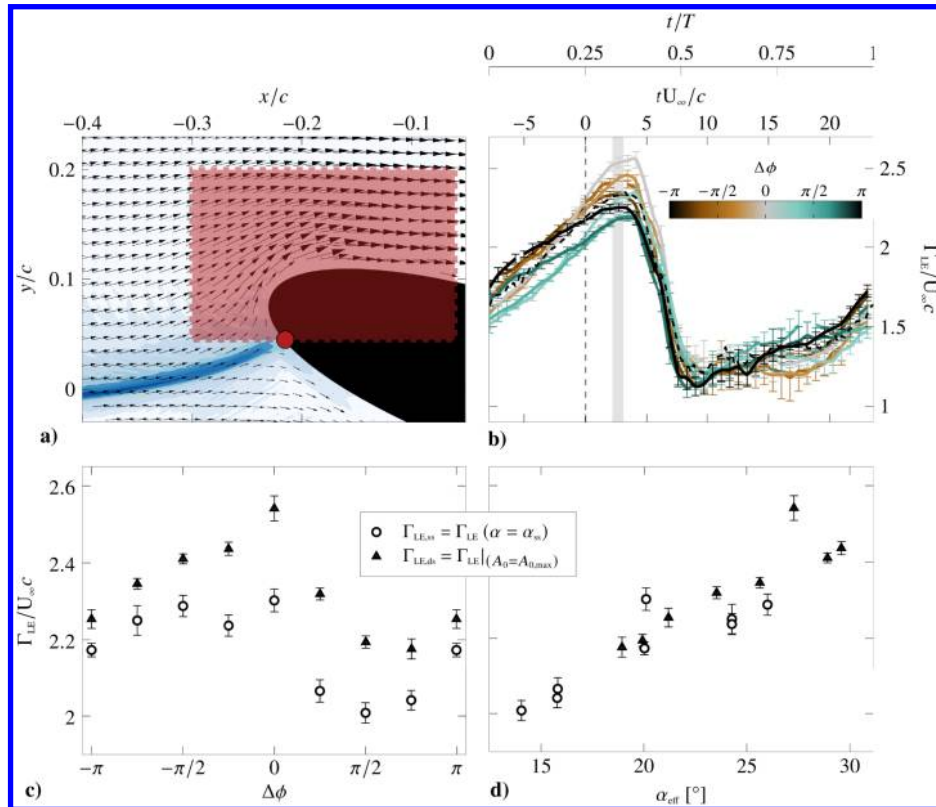 t/T
0 0.25 0.5 0.75 1
x/c
−0.4 −0.3 −0.2 −0.1
tU∞/c
−5 0 5 10 15 20
y/c
0.2
0.1
0
a)
Δϕ
−π −π/2 0 π/2 π
2.5
2
1.5
1
Γ_LE/U∞c
b)
Γ_LE,ss = Γ_LE (α = α_ss)
Γ_LE,ds = Γ_LE|(A_0=A_0,max)
Γ_LE/U∞c
2.6
2.4
2.2
2
−π −π/2 0 π/2 π
c)
Δϕ
15 20 25 30
d)
α_eff [°]